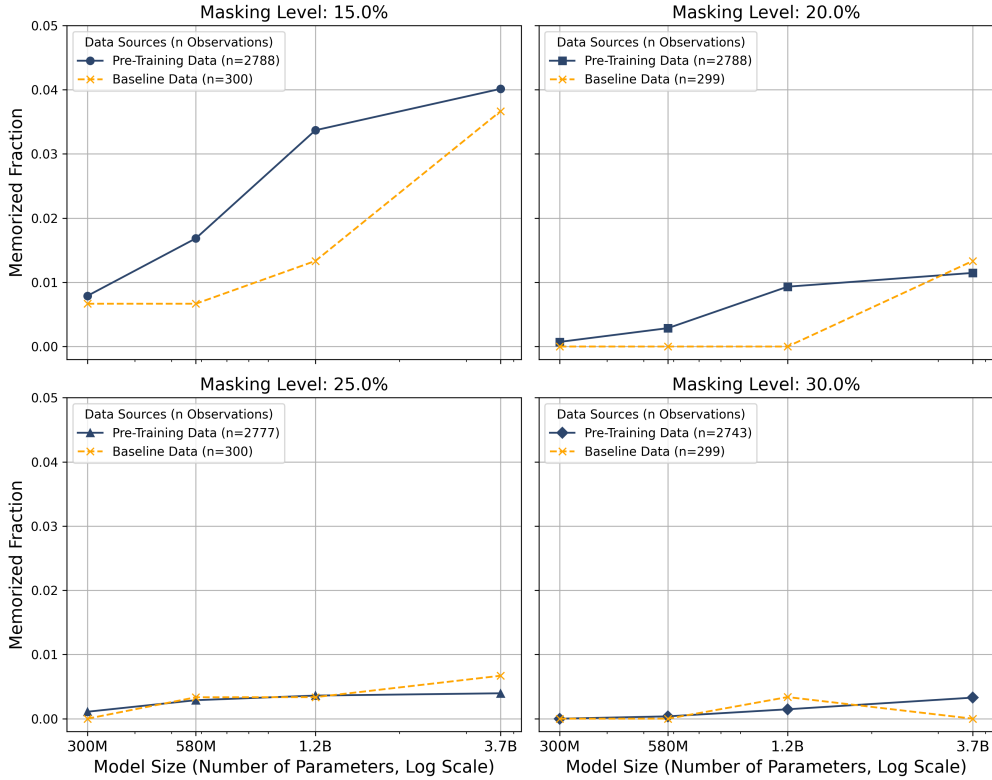 Masking Level: 15.0%
Data Sources (n Observations)
Pre-Training Data (n=2788)
Baseline Data (n=300)
Memorized Fraction
0.05
0.04
0.03
0.02
0.01
0.00
Masking Level: 20.0%
Data Sources (n Observations)
Pre-Training Data (n=2788)
Baseline Data (n=299)
Masking Level: 25.0%
Data Sources (n Observations)
Pre-Training Data (n=2777)
Baseline Data (n=300)
Memorized Fraction
0.05
0.04
0.03
0.02
0.01
0.00
300M 580M 1.2B 3.7B
Model Size (Number of Parameters, Log Scale)
Masking Level: 30.0%
Data Sources (n Observations)
Pre-Training Data (n=2743)
Baseline Data (n=299)
300M 580M 1.2B 3.7B
Model Size (Number of Parameters, Log Scale)